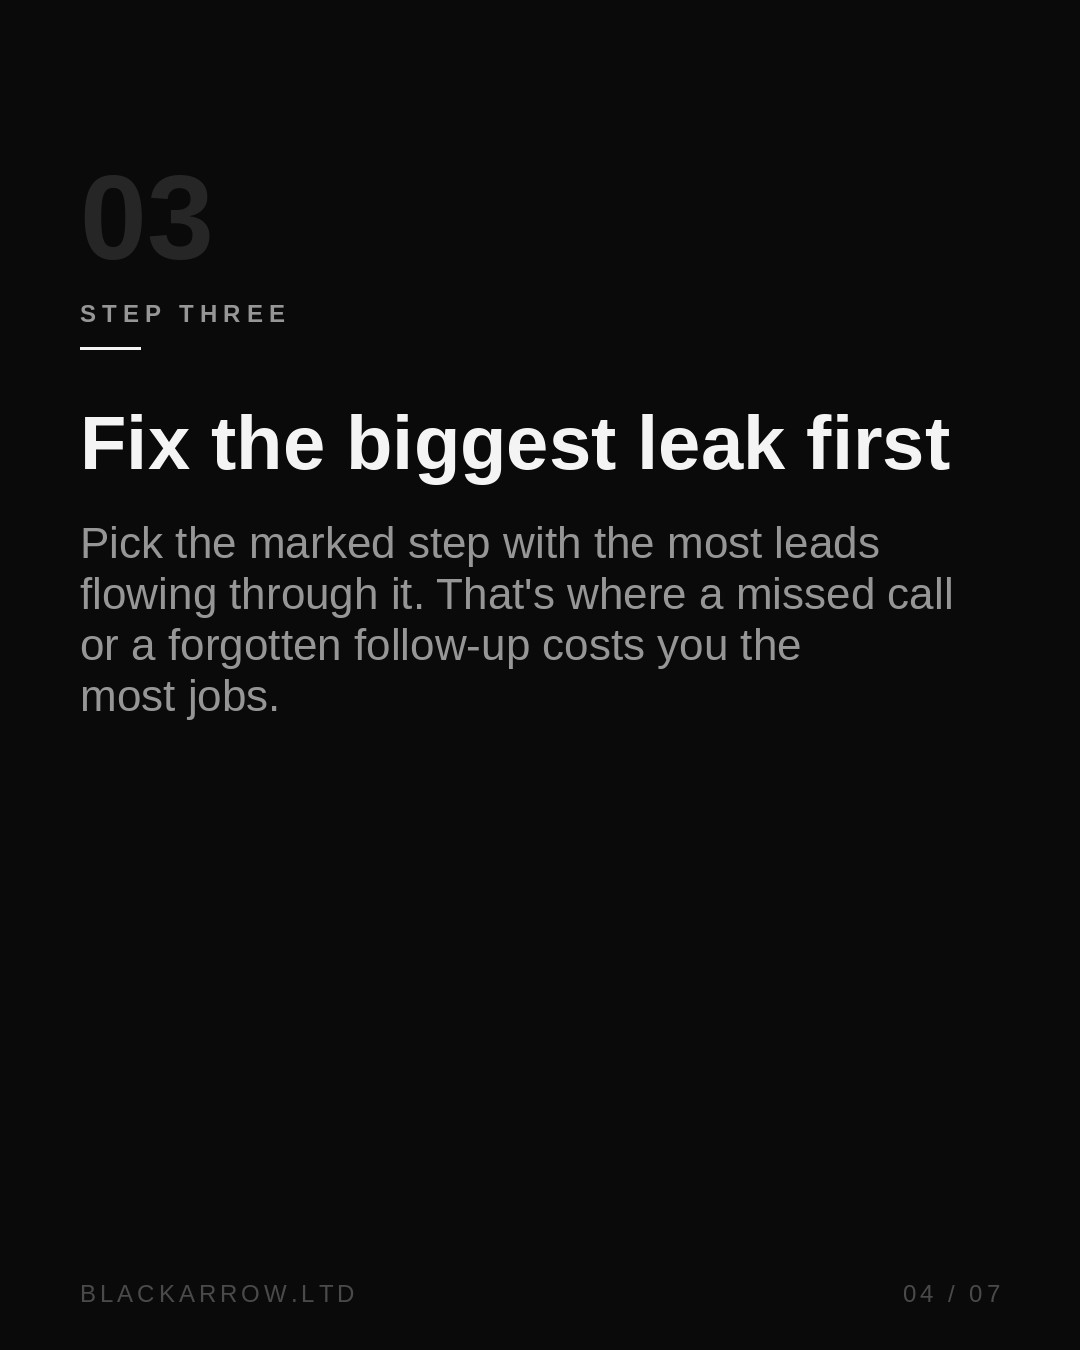 03
STEP THREE
Fix the biggest leak first
Pick the marked step with the most leads
flowing through it. That's where a missed call
or a forgotten follow-up costs you the
most jobs.
BLACKARROW.LTD
04 / 07